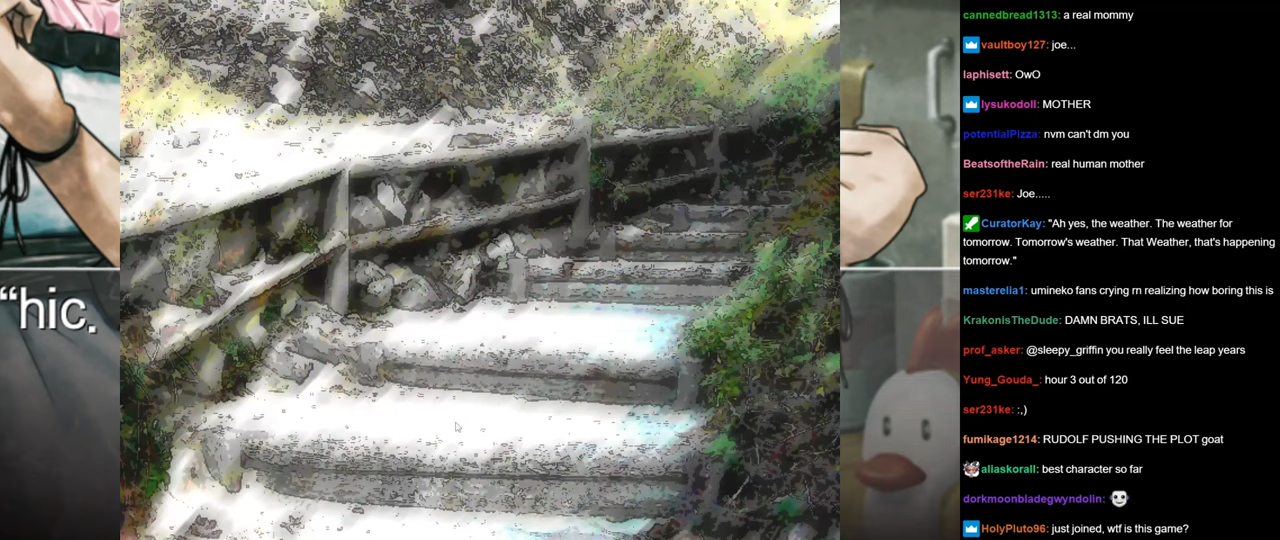 “hic.
cannedbread1313: a real mommy
vaultboy127: joe...
laphisett: OwO
lysukodoll: MOTHER
potentialPizza: nvm can't dm you
BeatsoftheRain: real human mother
ser231ke: Joe.....
CuratorKay: "Ah yes, the weather. The weather for
tomorrow. Tomorrow's weather. That Weather, that's happening
tomorrow."
masterelia1: umineko fans crying rn realizing how boring this is
KrakonisTheDude: DAMN BRATS, ILL SUE
prof_asker: @sleepy_griffin you really feel the leap years
Yung_Gouda_: hour 3 out of 120
ser231ke: :,)
fumikage1214: RUDOLF PUSHING THE PLOT goat
aliaskorall: best character so far
dorkmoonbladegwyndolin:
HolyPluto96: just joined, wtf is this game?